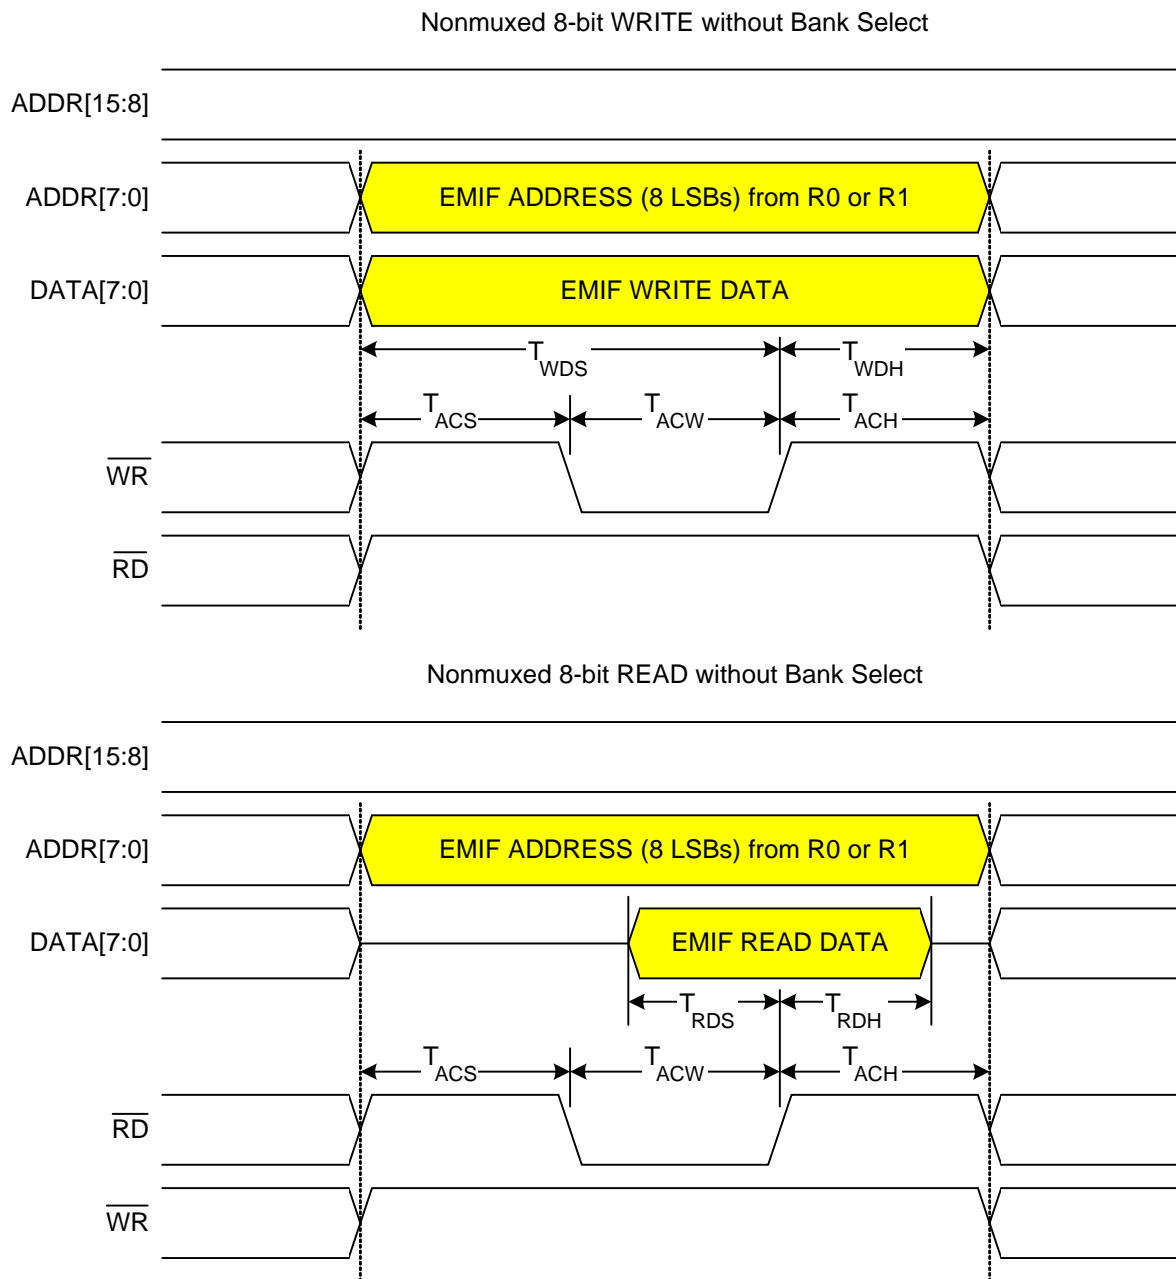 Nonmuxed 8-bit WRITE without Bank Select
ADDR[15:8]
ADDR[7:0]
EMIF ADDRESS (8 LSBs) from R0 or R1
DATA[7:0]
EMIF WRITE DATA
TWDS TWDH
TACS TACW TACH
WR
RD
Nonmuxed 8-bit READ without Bank Select
ADDR[15:8]
ADDR[7:0]
EMIF ADDRESS (8 LSBs) from R0 or R1
DATA[7:0]
EMIF READ DATA
TRDS TRDH
TACS TACW TACH
RD
WR